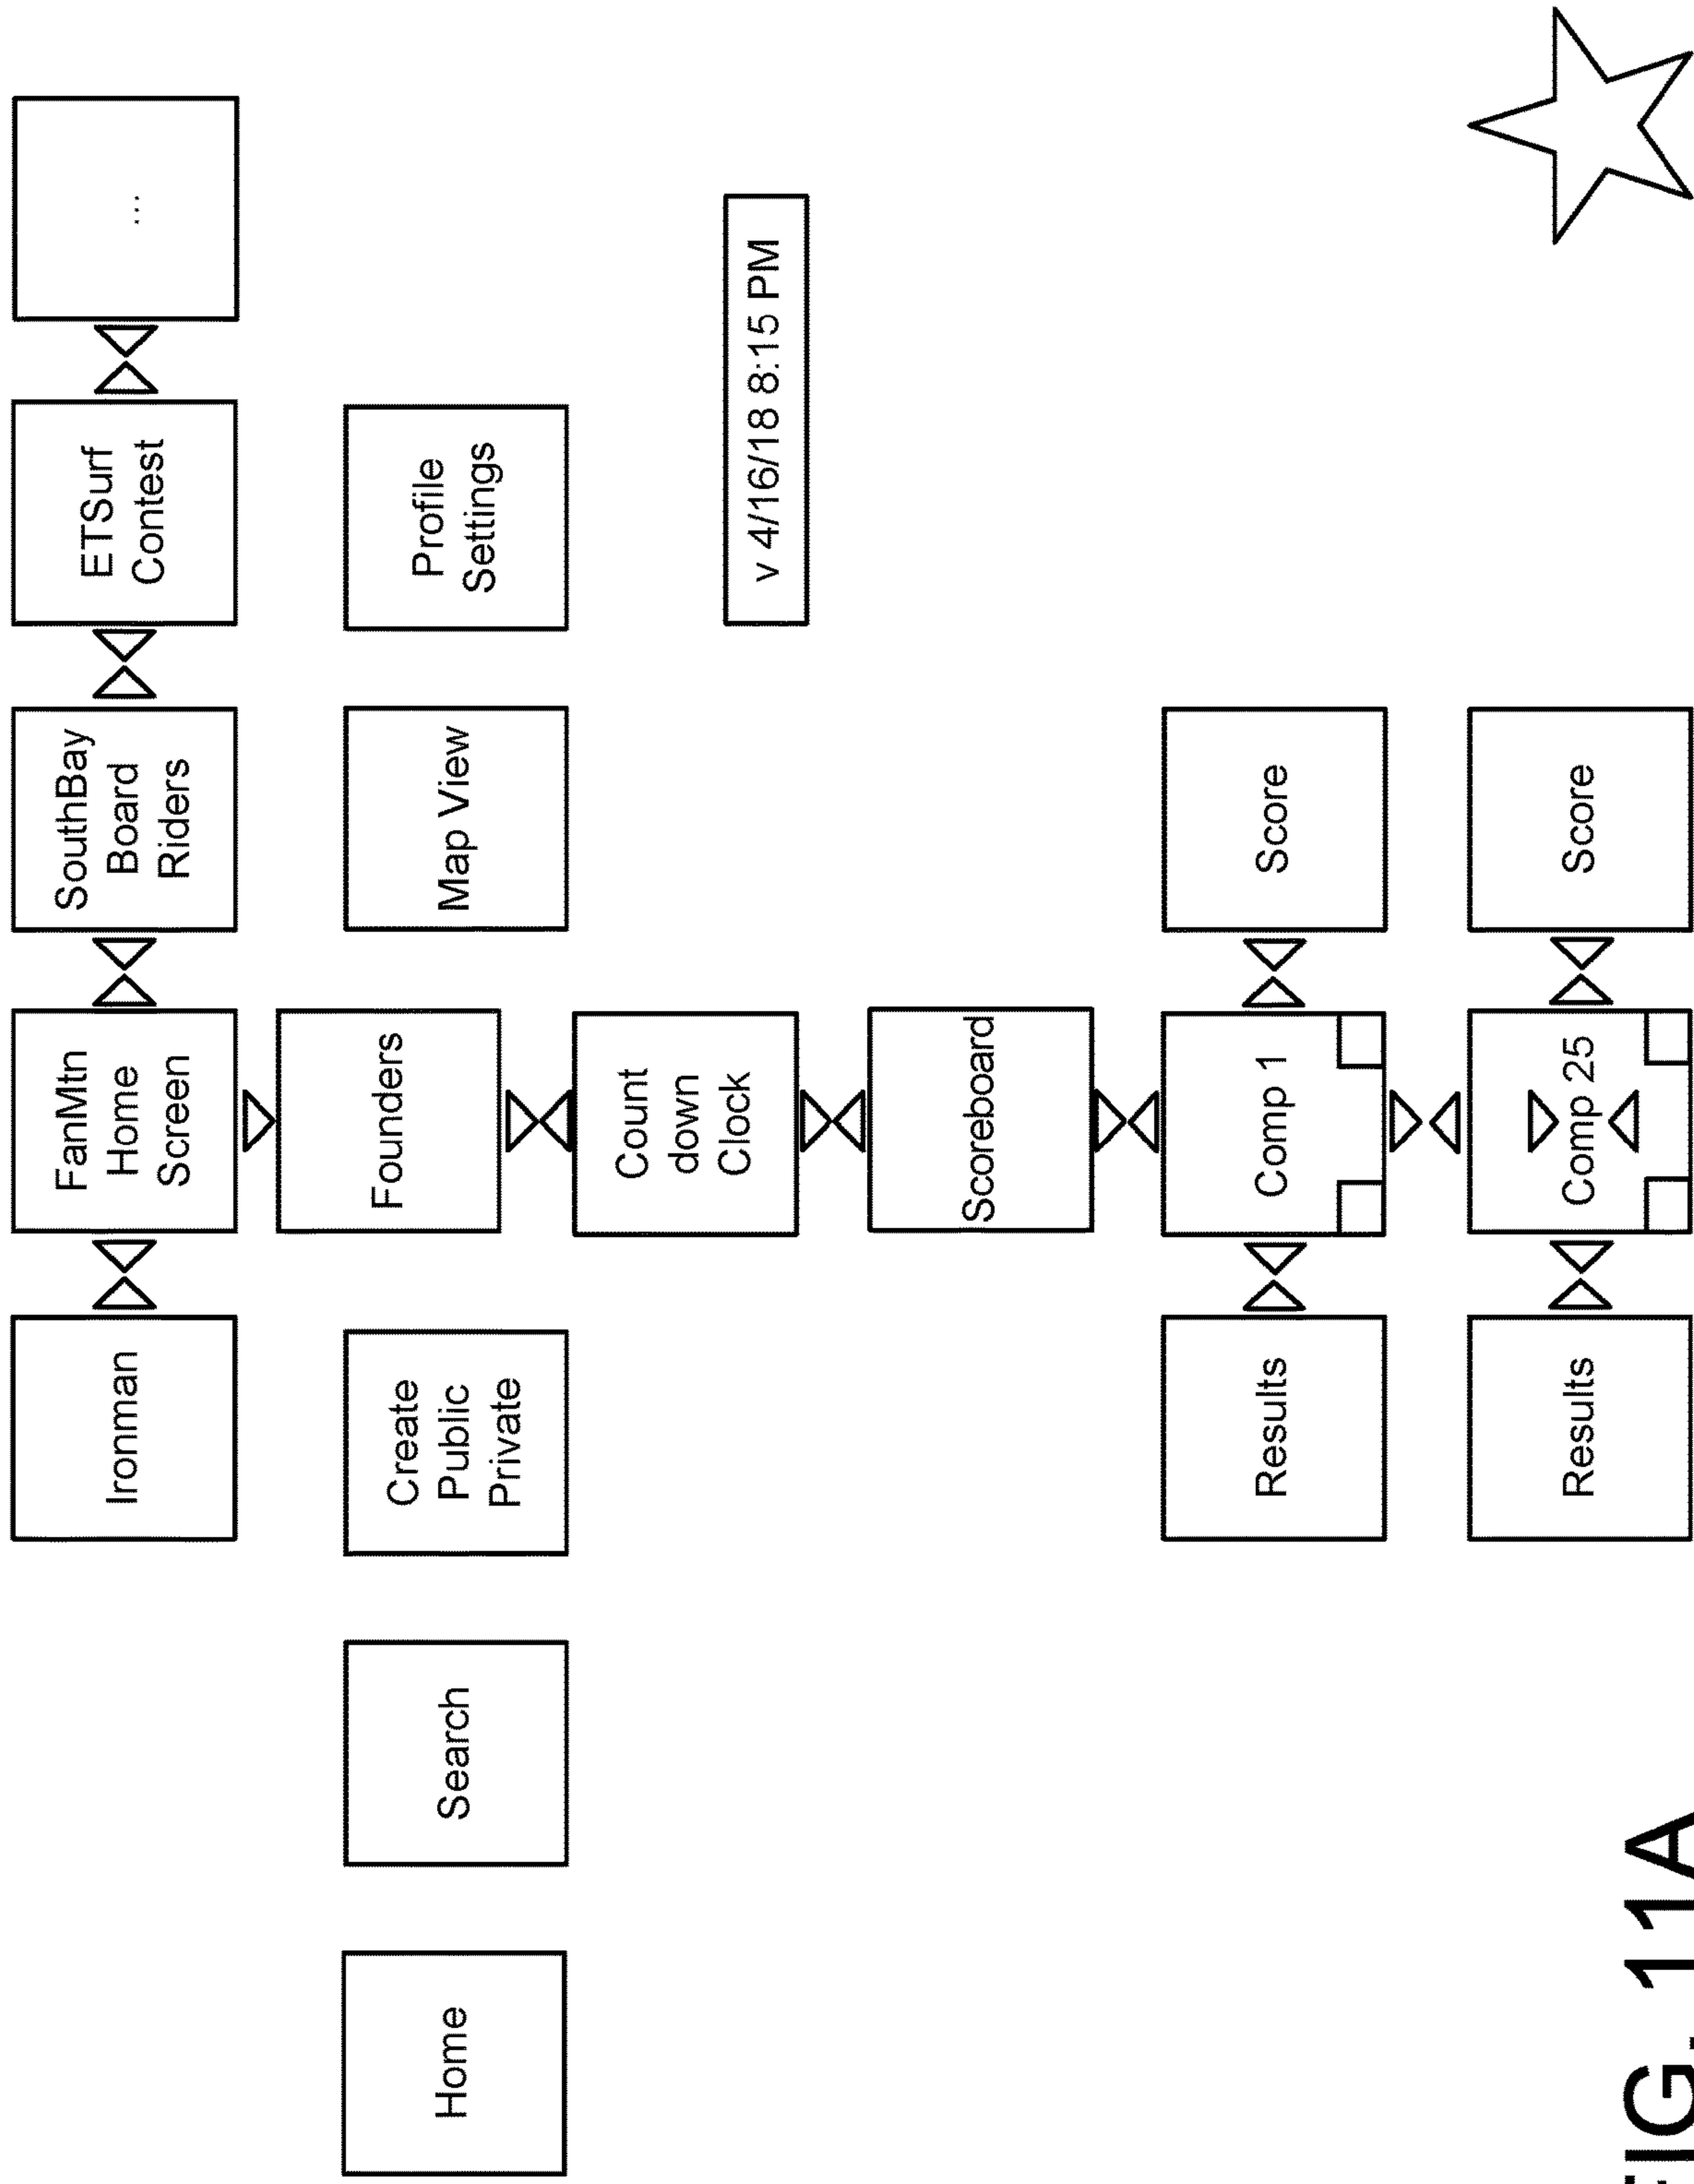 Ironman
FanMtn
Home
Screen
SouthBay
Board
Riders
ETSurf
Contest
...
Home
Search
Create
Public
Private
Founders
Map View
Profile
Settings
Count
down
Clock
v 4/16/18 8:15 PM
Scoreboard
Results
Comp 1
Score
Results
Comp 25
Score
FIG. 11A